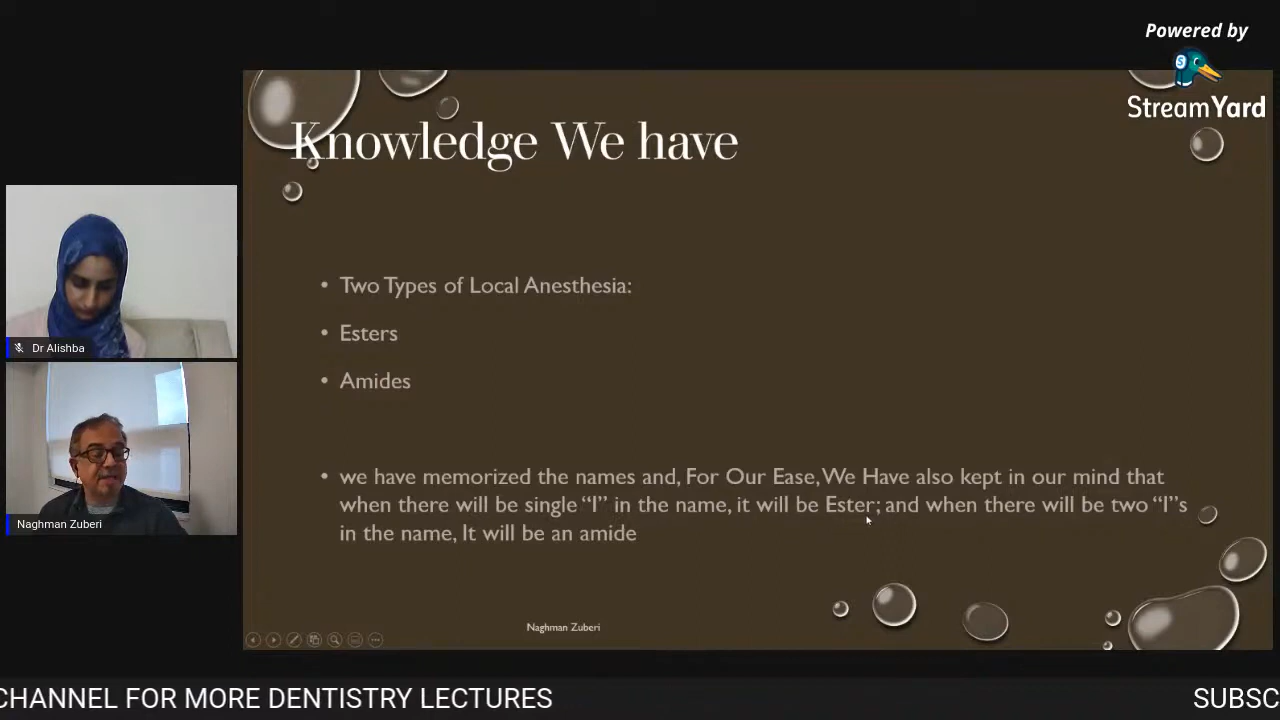 Powered by
StreamYard
Knowledge We have
• Two Types of Local Anesthesia:
• Esters
• Amides
• we have memorized the names and, For Our Ease, We Have also kept in our mind that
when there will be single “I” in the name, it will be Ester; and when there will be two “I”s
in the name, It will be an amide
Naghman Zuberi
Dr Alishba
Naghman Zuberi
CHANNEL FOR MORE DENTISTRY LECTURES
SUBSC